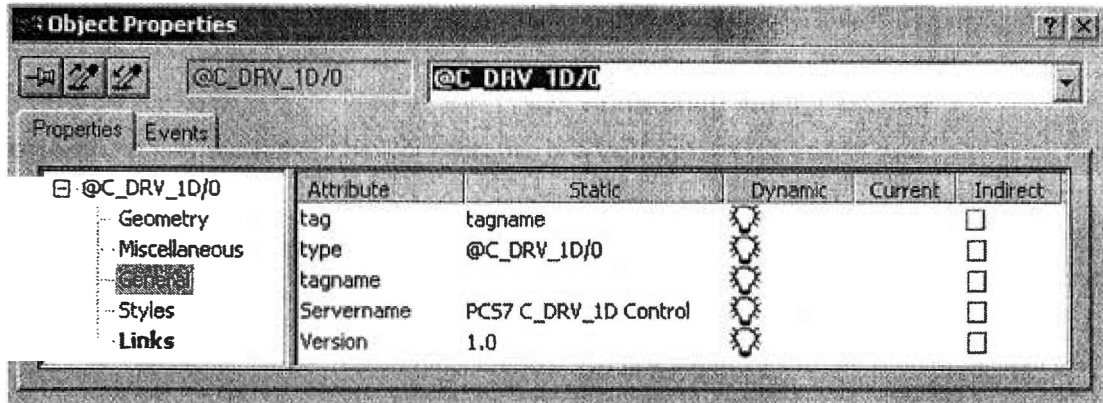 Object Properties
@C_DRV_1D/0 @C_DRV_1D/0
Properties Events
@C_DRV_1D/0
Geometry
Miscellaneous
General
Styles
Links
Attribute Static Dynamic Current Indirect
tag tagname
type @C_DRV_1D/0
tagname
Servername PCS7 C_DRV_1D Control
Version 1.0